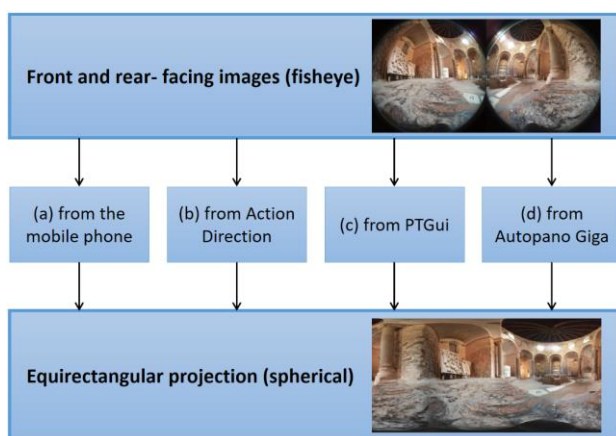 Front and rear- facing images (fisheye)
(a) from the
mobile phone
(b) from Action
Direction
(c) from PTGui
(d) from
Autopano Giga
Equirectangular projection (spherical)